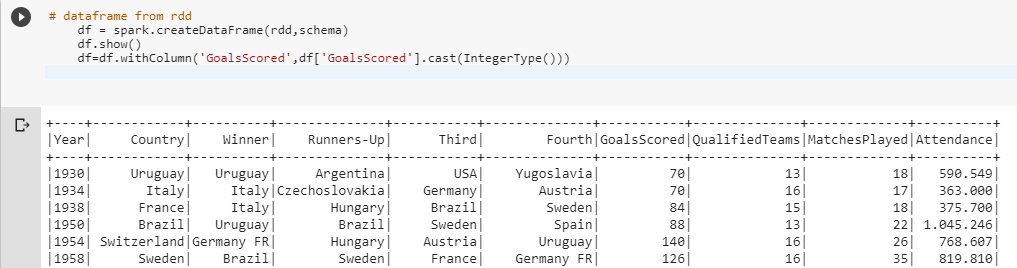 # dataframe from rdd
    df = spark.createDataFrame(rdd,schema)
    df.show()
    df=df.withColumn('GoalsScored',df['GoalsScored'].cast(IntegerType()))
+----+------------+----------+--------------+-----------+--------------+-----------+--------------+-------------+----------+
|Year|     Country|    Winner|    Runners-Up|      Third|        Fourth|GoalsScored|QualifiedTeams|MatchesPlayed|Attendance|
+----+------------+----------+--------------+-----------+--------------+-----------+--------------+-------------+----------+
|1930|     Uruguay|   Uruguay|     Argentina|        USA|    Yugoslavia|         70|            13|           18|   590.549|
|1934|       Italy|     Italy|Czechoslovakia|    Germany|       Austria|         70|            16|           17|   363.000|
|1938|      France|     Italy|       Hungary|     Brazil|        Sweden|         84|            15|           18|   375.700|
|1950|      Brazil|   Uruguay|        Brazil|     Sweden|         Spain|         88|            13|           22| 1.045.246|
|1954| Switzerland|Germany FR|       Hungary|    Austria|       Uruguay|        140|            16|           26|   768.607|
|1958|      Sweden|    Brazil|        Sweden|     France|    Germany FR|        126|            16|           35|   819.810|